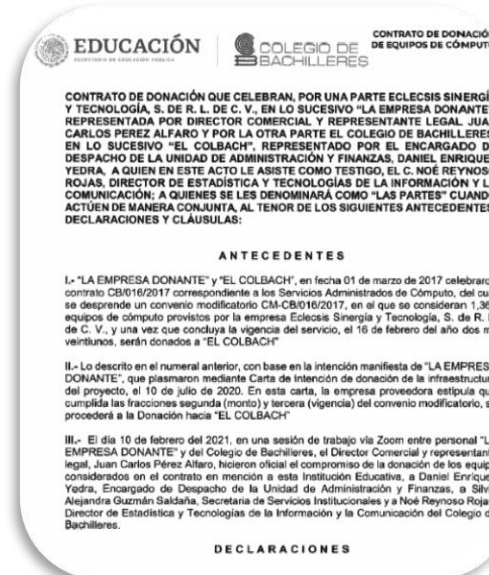 EDUCACIÓN
SECRETARÍA DE EDUCACIÓN PÚBLICA
COLEGIO DE
BACHILLERES
CONTRATO DE DONACIÓN
DE EQUIPOS DE CÓMPUT
CONTRATO DE DONACIÓN QUE CELEBRAN, POR UNA PARTE ECLECSIS SINERGÍ
Y TECNOLOGÍA, S. DE R. L. DE C. V., EN LO SUCESIVO "LA EMPRESA DONANTE"
REPRESENTADA POR DIRECTOR COMERCIAL Y REPRESENTANTE LEGAL JUA
CARLOS PEREZ ALFARO Y POR LA OTRA PARTE EL COLEGIO DE BACHILLERES
EN LO SUCESIVO "EL COLBACH", REPRESENTADO POR EL ENCARGADO D
DESPACHO DE LA UNIDAD DE ADMINISTRACIÓN Y FINANZAS, DANIEL ENRIQUE
YEDRA, A QUIEN EN ESTE ACTO LE ASISTE COMO TESTIGO, EL C. NOÉ REYNOS
ROJAS, DIRECTOR DE ESTADÍSTICA Y TECNOLOGÍAS DE LA INFORMACIÓN Y L
COMUNICACIÓN; A QUIENES SE LES DENOMINARÁ COMO "LAS PARTES" CUAND
ACTÚEN DE MANERA CONJUNTA, AL TENOR DE LOS SIGUIENTES ANTECEDENTES
DECLARACIONES Y CLÁUSULAS:
ANTECEDENTES
I.- "LA EMPRESA DONANTE" y "EL COLBACH", en fecha 01 de marzo de 2017 celebraro
contrato CB/016/2017 correspondiente a los Servicios Administrados de Cómputo, del cu
se desprende un convenio modificatorio CM-CB/016/2017, en el que se consideran 1,36
equipos de cómputo provistos por la empresa Eclecsis Sinergía y Tecnología, S. de R.
de C. V., y una vez que concluya la vigencia del servicio, el 16 de febrero del año dos m
veintiunos, serán donados a "EL COLBACH"
II.- Lo descrito en el numeral anterior, con base en la intención manifiesta de "LA EMPRES
DONANTE", que plasmaron mediante Carta de Intención de donación de la infraestructur
del proyecto, el 10 de julio de 2020. En esta carta, la empresa proveedora estipula qu
cumplida las fracciones segunda (monto) y tercera (vigencia) del convenio modificatorio, s
procederá a la Donación hacia "EL COLBACH"
III.- El día 10 de febrero del 2021, en una sesión de trabajo vía Zoom entre personal "L
EMPRESA DONANTE" y del Colegio de Bachilleres, el Director Comercial y representant
legal, Juan Carlos Pérez Alfaro, hicieron oficial el compromiso de la donación de los equip
considerados en el contrato en mención a esta Institución Educativa, a Daniel Enríque
Yedra, Encargado de Despacho de la Unidad de Administración y Finanzas, a Silvi
Alejandra Guzmán Saldaña, Secretaria de Servicios Institucionales y a Noé Reynoso Roja
Director de Estadística y Tecnologías de la Información y la Comunicación del Colegio d
Bachilleres.
DECLARACIONES